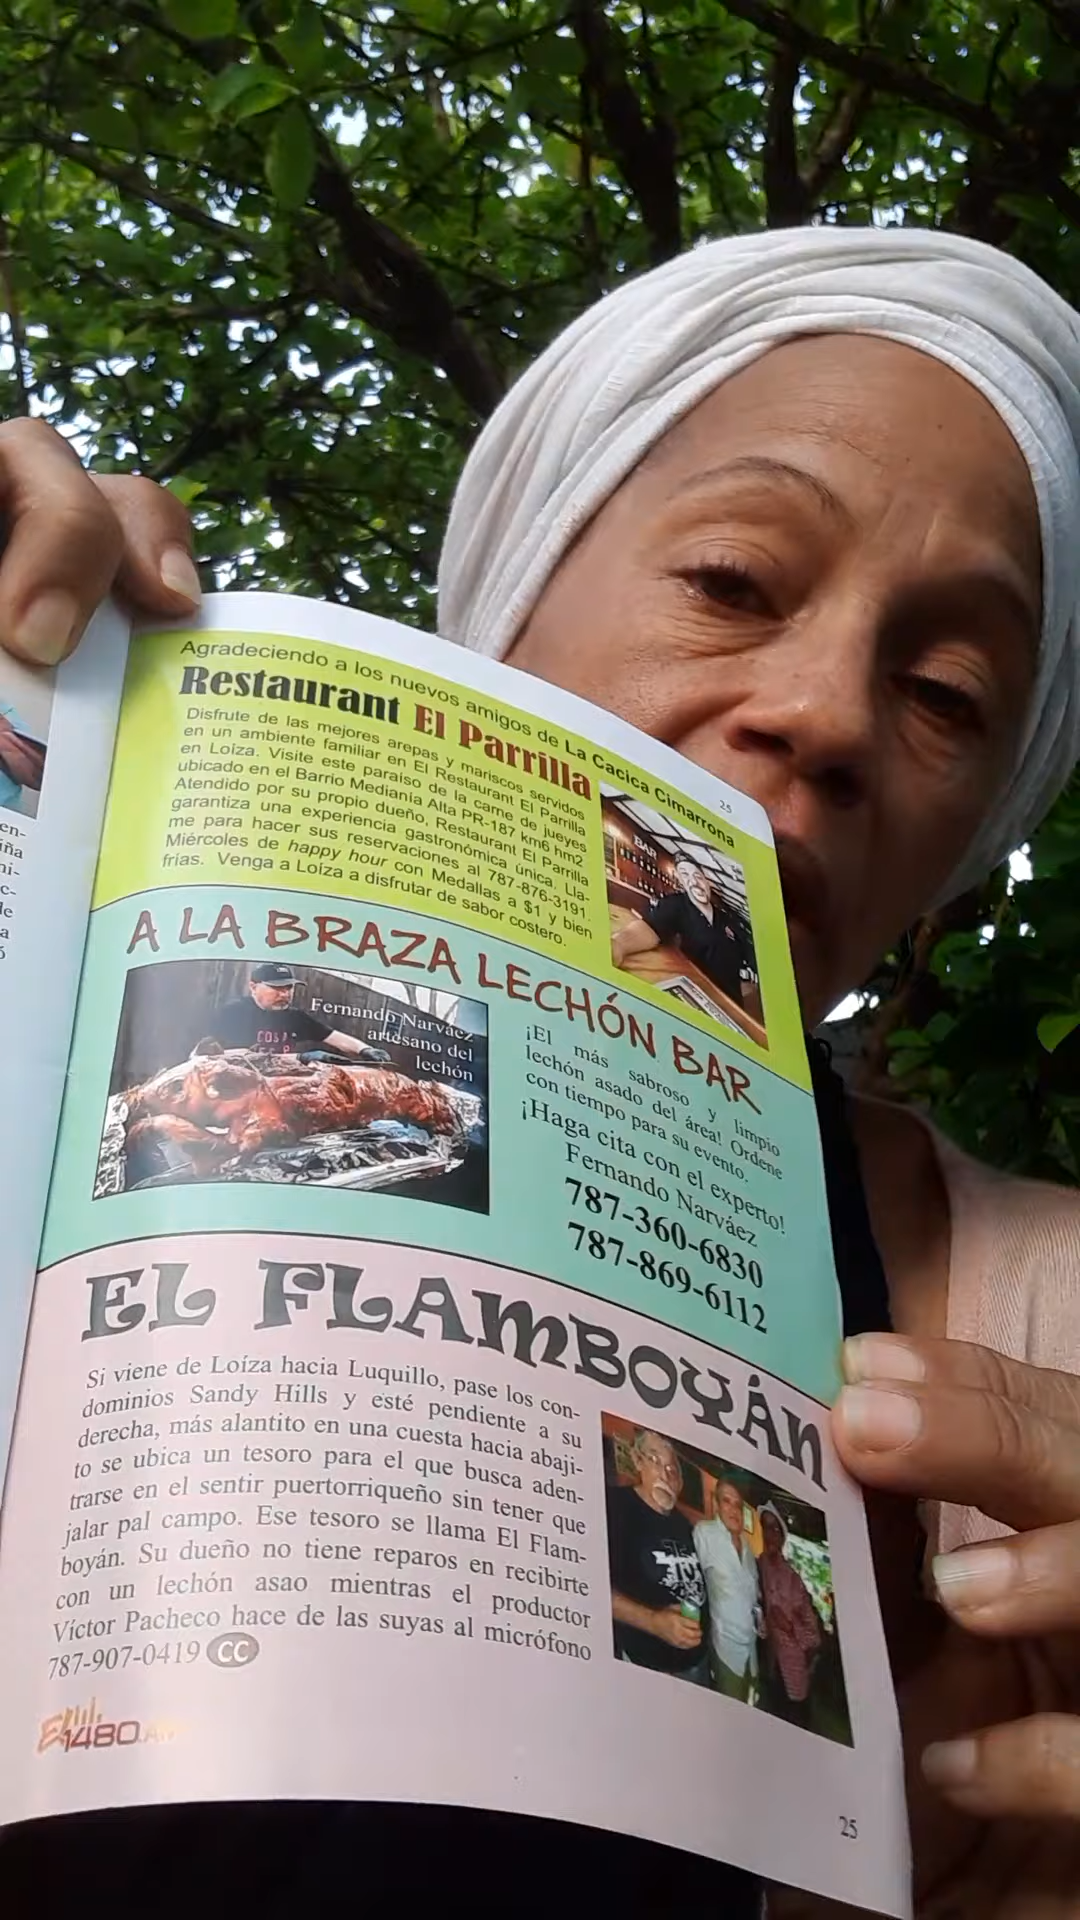 en-
iña
ni-
c-
de
a
ó
Agradeciendo a los nuevos amigos de La Cacica Cimarrona
25
Restaurant El Parrilla
Disfrute de las mejores arepas y mariscos servidos
en un ambiente familiar en El Restaurant El Parrilla
en Loíza. Visite este paraiso de la carne de jueyes
ubicado en el Barrio Mediania Alta PR-187 km6 hm2.
Atendido por su propio dueño, Restaurant El Parrilla
garantiza una experiencia gastronómica única. Lla-
me para hacer sus reservaciones al 787-876-3191.
Miércoles de happy hour con Medallas a $1 y bien
frias. Venga a Loíza a disfrutar de sabor costero.
BAR
A LA BRAZA LECHÓN BAR
Fernando Narváez
artesano del
lechón
¡El más sabroso y limpio
lechón asado del área! Ordene
con tiempo para su evento.
¡Haga cita con el experto!
Fernando Narváez
787-360-6830
787-869-6112
EL FLAMBOYÁN
Si viene de Loíza hacia Luquillo, pase los con-
dominios Sandy Hills y esté pendiente a su
derecha, más alantito en una cuesta hacia abaji-
to se ubica un tesoro para el que busca aden-
trarse en el sentir puertorriqueño sin tener que
jalar pal campo. Ese tesoro se llama El Flam-
boyán. Su dueño no tiene reparos en recibirte
con un lechón asao mientras el productor
Víctor Pacheco hace de las suyas al micrófono
787-907-0419 CC
1480 AM
25